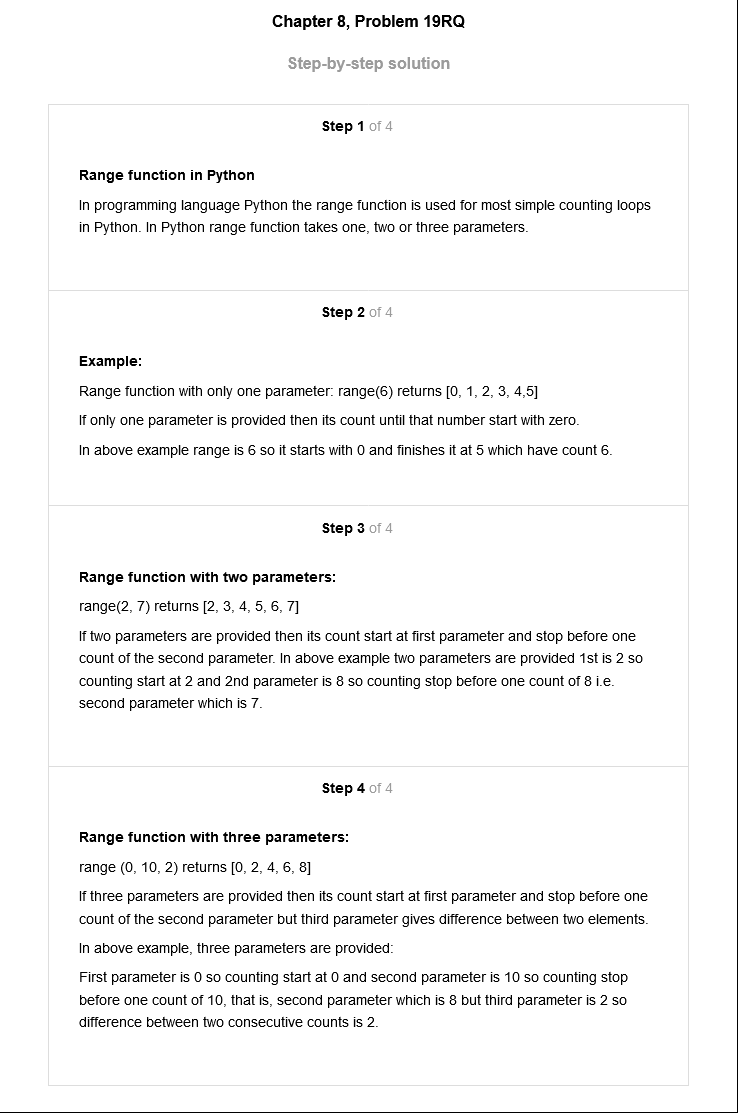 Chapter 8, Problem 19RQ
Step-by-step solution
Step 1 of 4
Range function in Python
In programming language Python the range function is used for most simple counting loops
in Python. In Python range function takes one, two or three parameters.
Step 2 of 4
Example:
Range function with only one parameter: range(6) returns [0, 1, 2, 3, 4,5]
If only one parameter is provided then its count until that number start with zero.
In above example range is 6 so it starts with 0 and finishes it at 5 which have count 6.
Step 3 of 4
Range function with two parameters:
range(2, 7) returns [2, 3, 4, 5, 6, 7]
If two parameters are provided then its count start at first parameter and stop before one
count of the second parameter. In above example two parameters are provided 1st is 2 so
counting start at 2 and 2nd parameter is 8 so counting stop before one count of 8 i.e.
second parameter which is 7.
Step 4 of 4
Range function with three parameters:
range (0, 10, 2) returns [0, 2, 4, 6, 8]
If three parameters are provided then its count start at first parameter and stop before one
count of the second parameter but third parameter gives difference between two elements.
In above example, three parameters are provided:
First parameter is 0 so counting start at 0 and second parameter is 10 so counting stop
before one count of 10, that is, second parameter which is 8 but third parameter is 2 so
difference between two consecutive counts is 2.